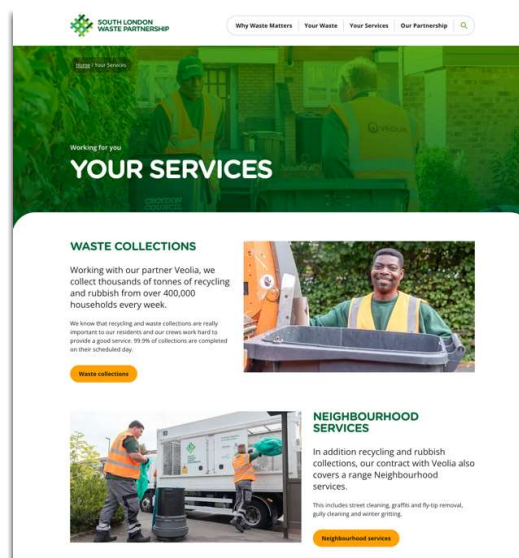 SOUTH LONDON
WASTE PARTNERSHIP
Why Waste Matters
Your Waste
Your Services
Our Partnership
Home / Your Services
VEOLIA
Working for you
YOUR SERVICES
WASTE COLLECTIONS
Working with our partner Veolia, we
collect thousands of tonnes of recycling
and rubbish from over 400,000
households every week.
We know that recycling and waste collections are really
important to our residents and our crews work hard to
provide a good service. 99.9% of collections are completed
on their scheduled day.
Waste collections
NEIGHBOURHOOD
SERVICES
In addition recycling and rubbish
collections, our contract with Veolia also
covers a range Neighbourhood
services.
This includes street cleaning, graffiti and fly-tip removal,
gully cleaning and winter gritting.
Neighbourhood services